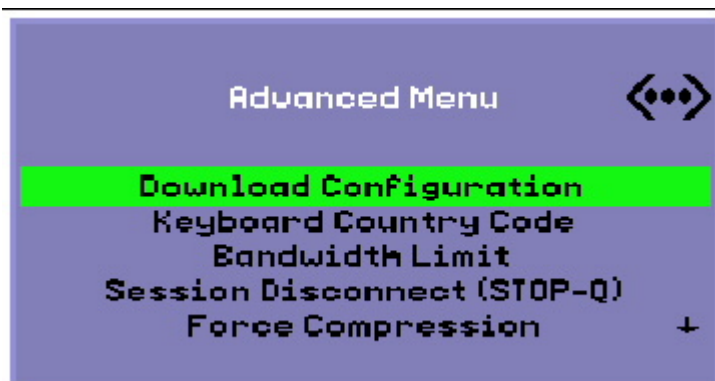 Advanced Menu
Download Configuration
Keyboard Country Code
Bandwidth Limit
Session Disconnect (STOP-Q)
Force Compression